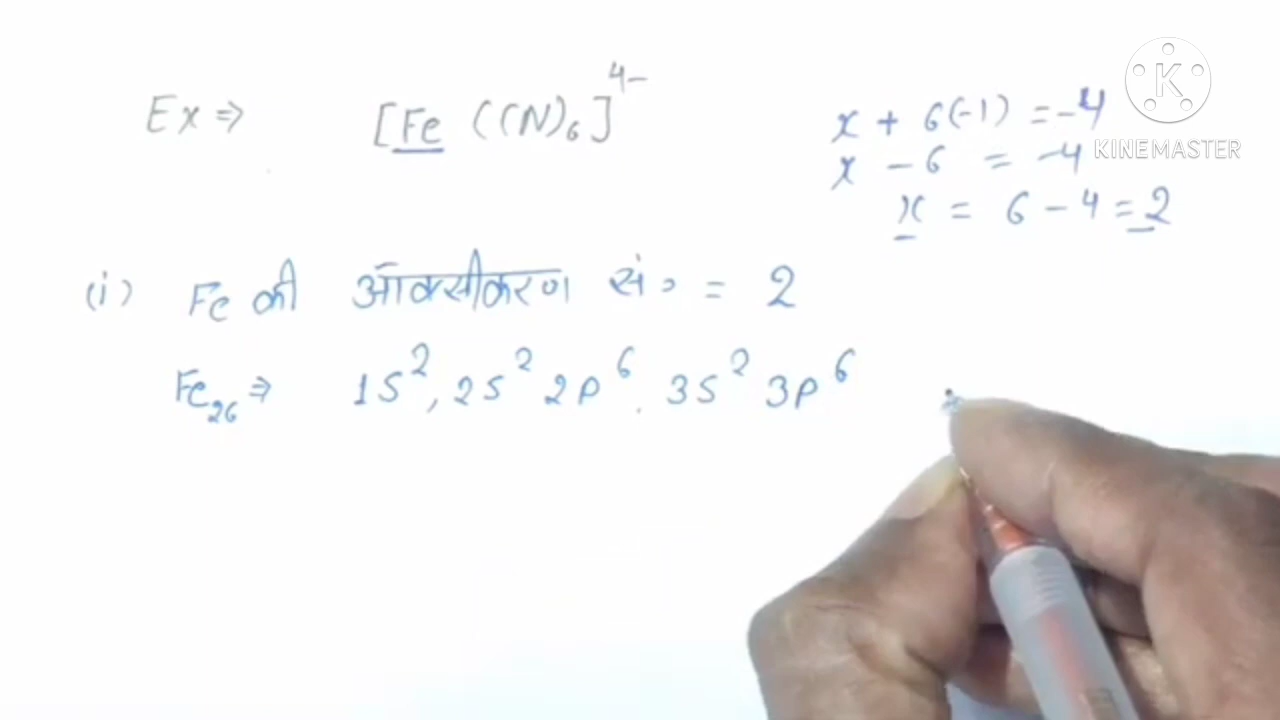 Ex ⇒ [Fe (CN)₆]⁴⁻
x + 6(-1) = -4
x - 6 = -4
x = 6 - 4 = 2
K
KINEMASTER
(i) Fe की ऑक्सीकरण सं॰ = 2
Fe₂₆ ⇒ 1S², 2S² 2P⁶, 3S² 3P⁶